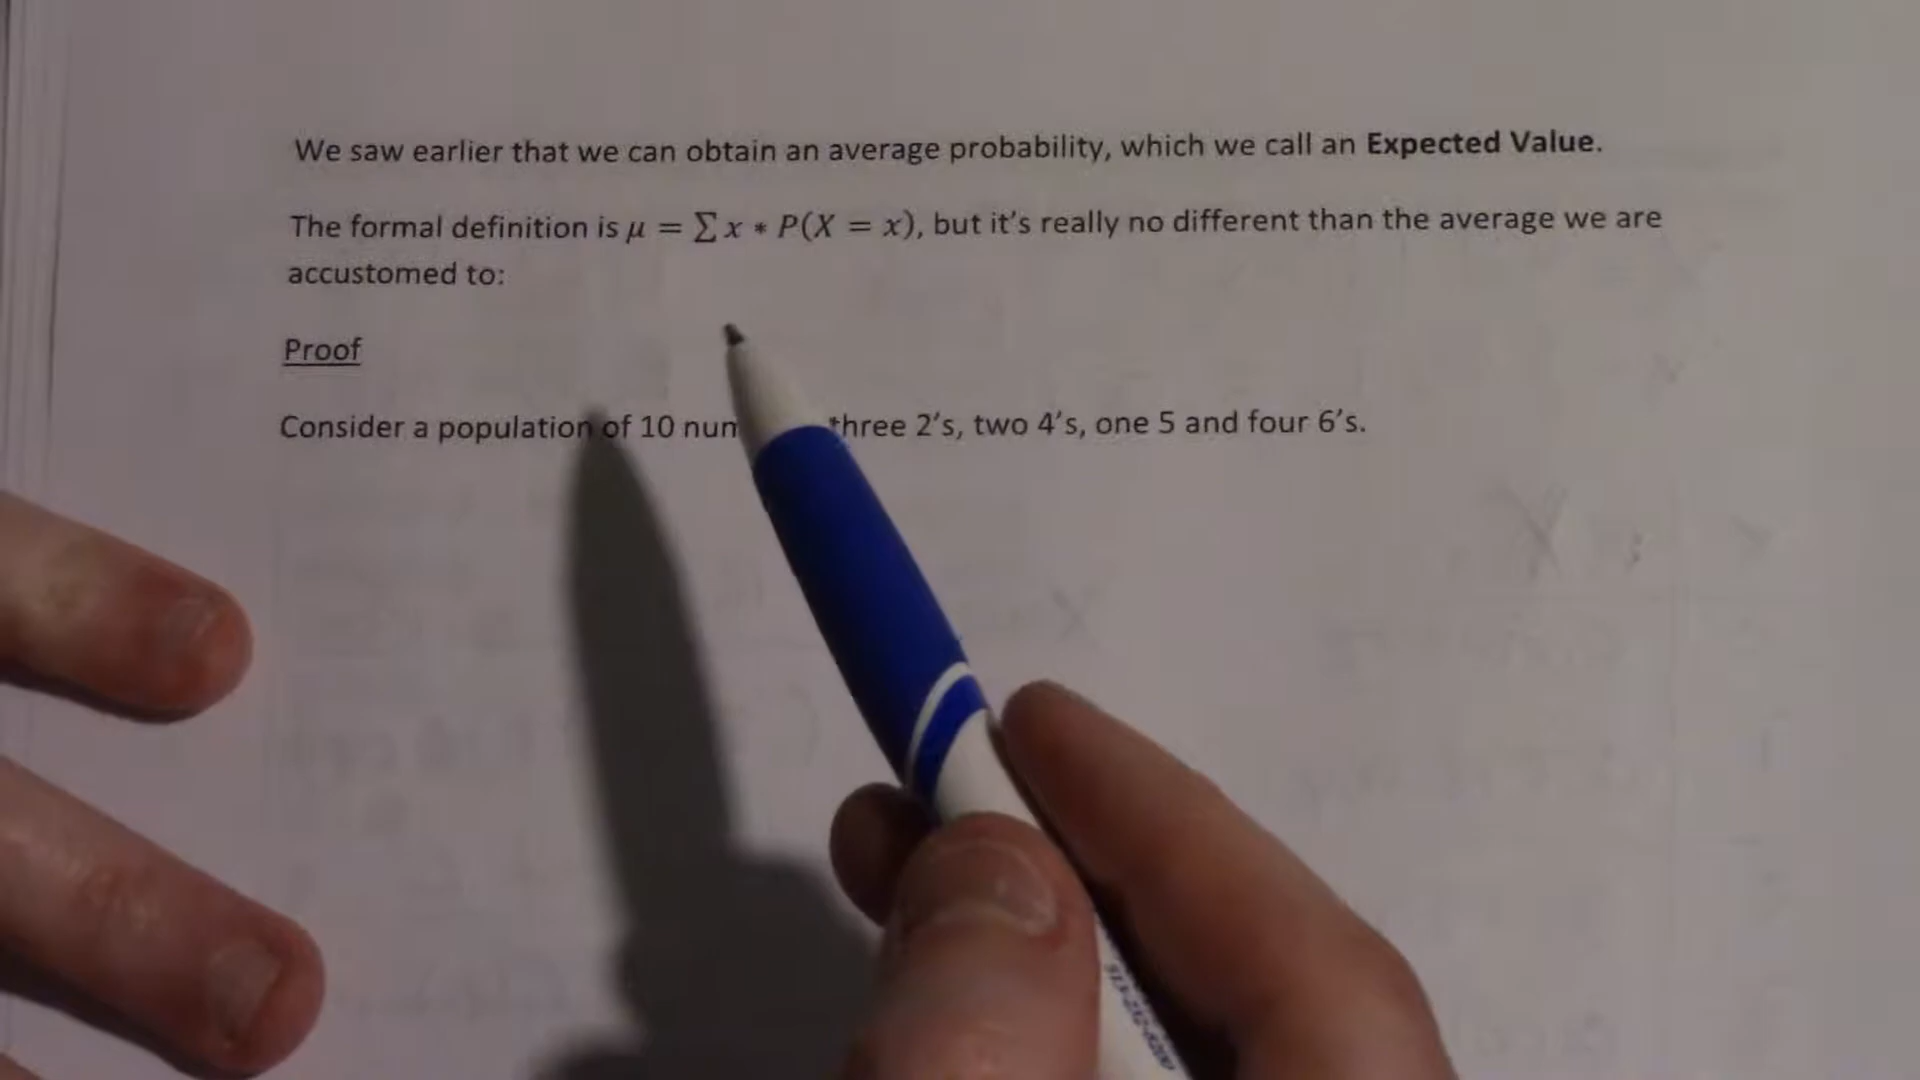 We saw earlier that we can obtain an average probability, which we call an Expected Value.
The formal definition is μ = ∑ x * P(X = x), but it's really no different than the average we are
accustomed to:
Proof
Consider a population of 10 num three 2's, two 4's, one 5 and four 6's.